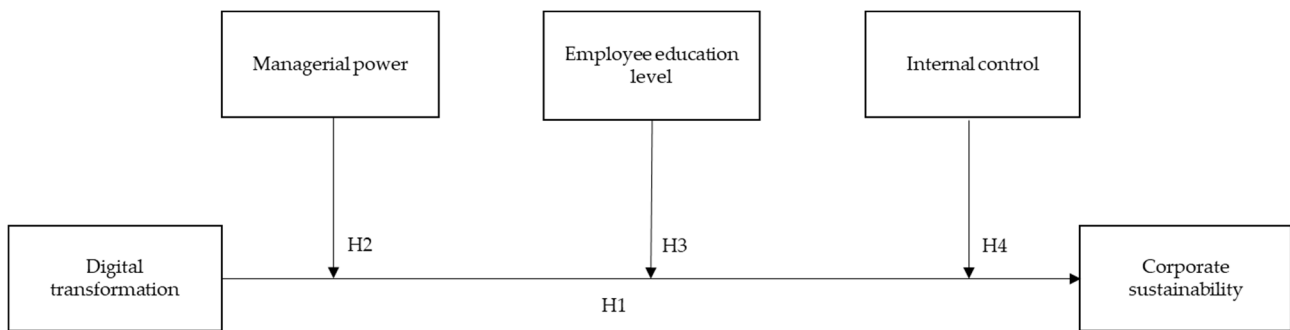 Managerial power
Employee education
level
Internal control
H2
H3
H4
Digital
transformation
H1
Corporate
sustainability